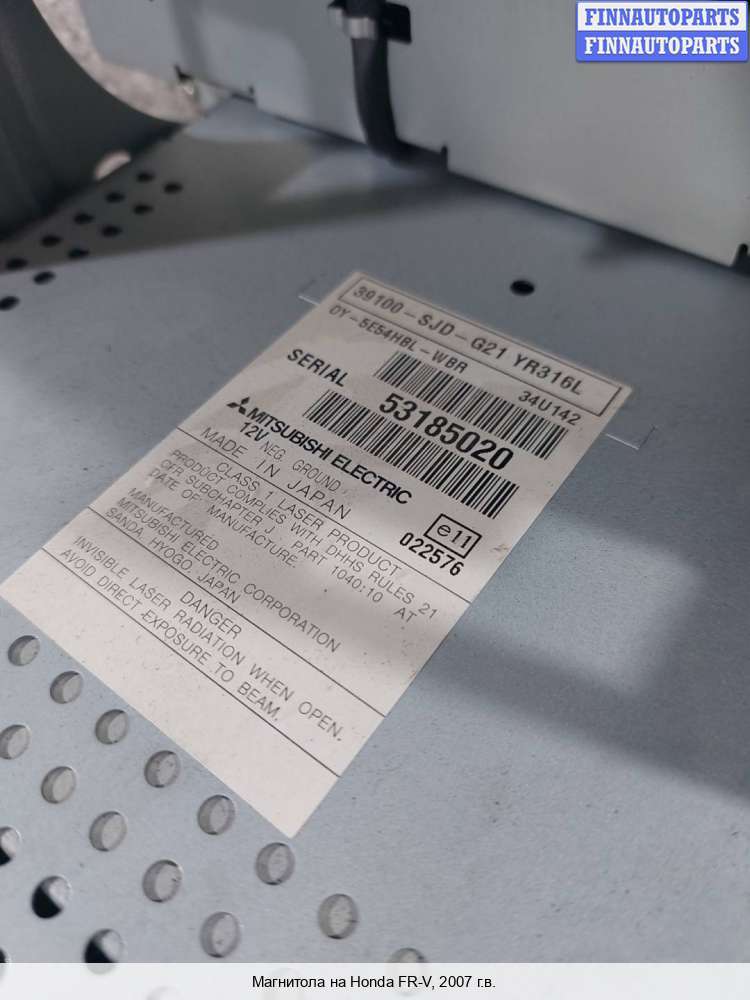 FINNAUTOPARTS
FINNAUTOPARTS
39100-SJD-G21 YR316L
DY-5E54H8L-WBR 34U142
SERIAL 53185020
MITSUBISHI ELECTRIC
12V NEG. GROUND
MADE IN JAPAN
e11
022576
CLASS 1 LASER PRODUCT
PRODUCT COMPLIES WITH DHHS RULES 21
CFR SUBCHAPTER J PART 1040:10 AT
DATE OF MANUFACTURE
MANUFACTURED
MITSUBISHI ELECTRIC CORPORATION
SANDA, HYOGO, JAPAN
DANGER
INVISIBLE LASER RADIATION WHEN OPEN.
AVOID DIRECT EXPOSURE TO BEAM.
Магнитола на Honda FR-V, 2007 г.в.